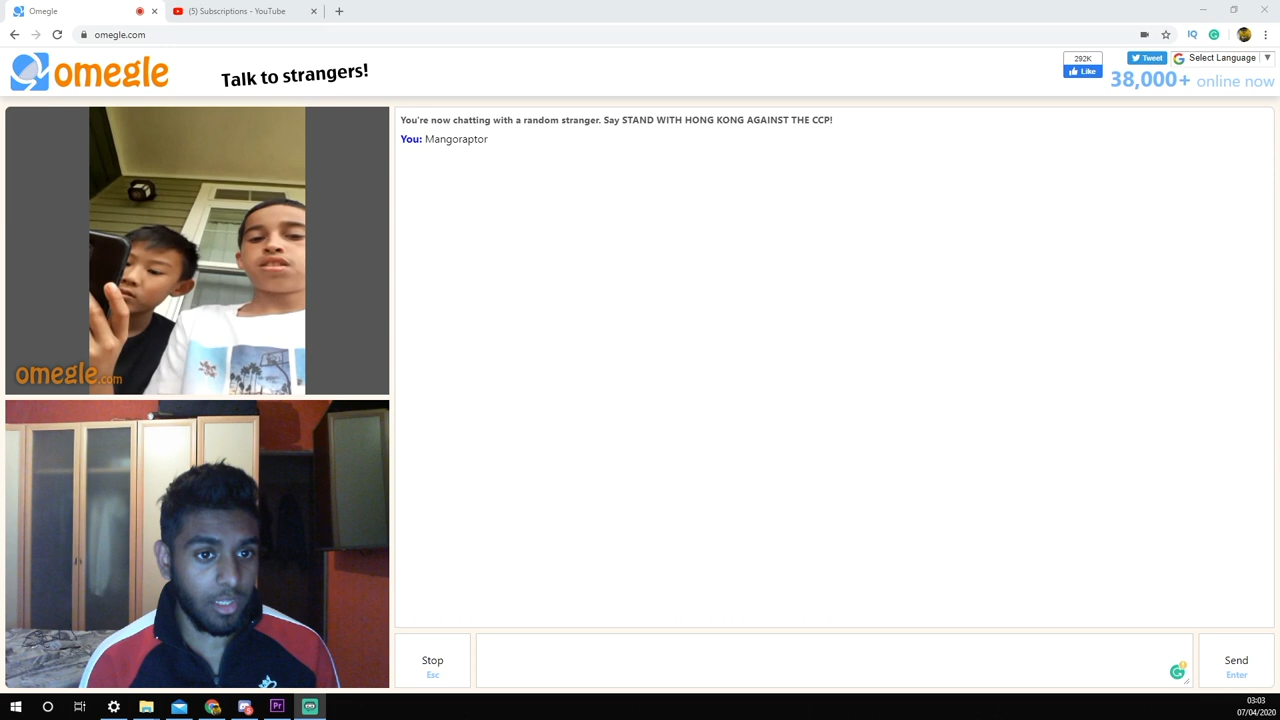 Omegle
(5) Subscriptions - YouTube
omegle.com
IQ
omegle
Talk to strangers!
292K
Like
Tweet
Select Language
38,000+ online now
You're now chatting with a random stranger. Say STAND WITH HONG KONG AGAINST THE CCP!
You: Mangoraptor
omegle.com
Stop
Esc
Send
Enter
Pr
03:03
07/04/2020